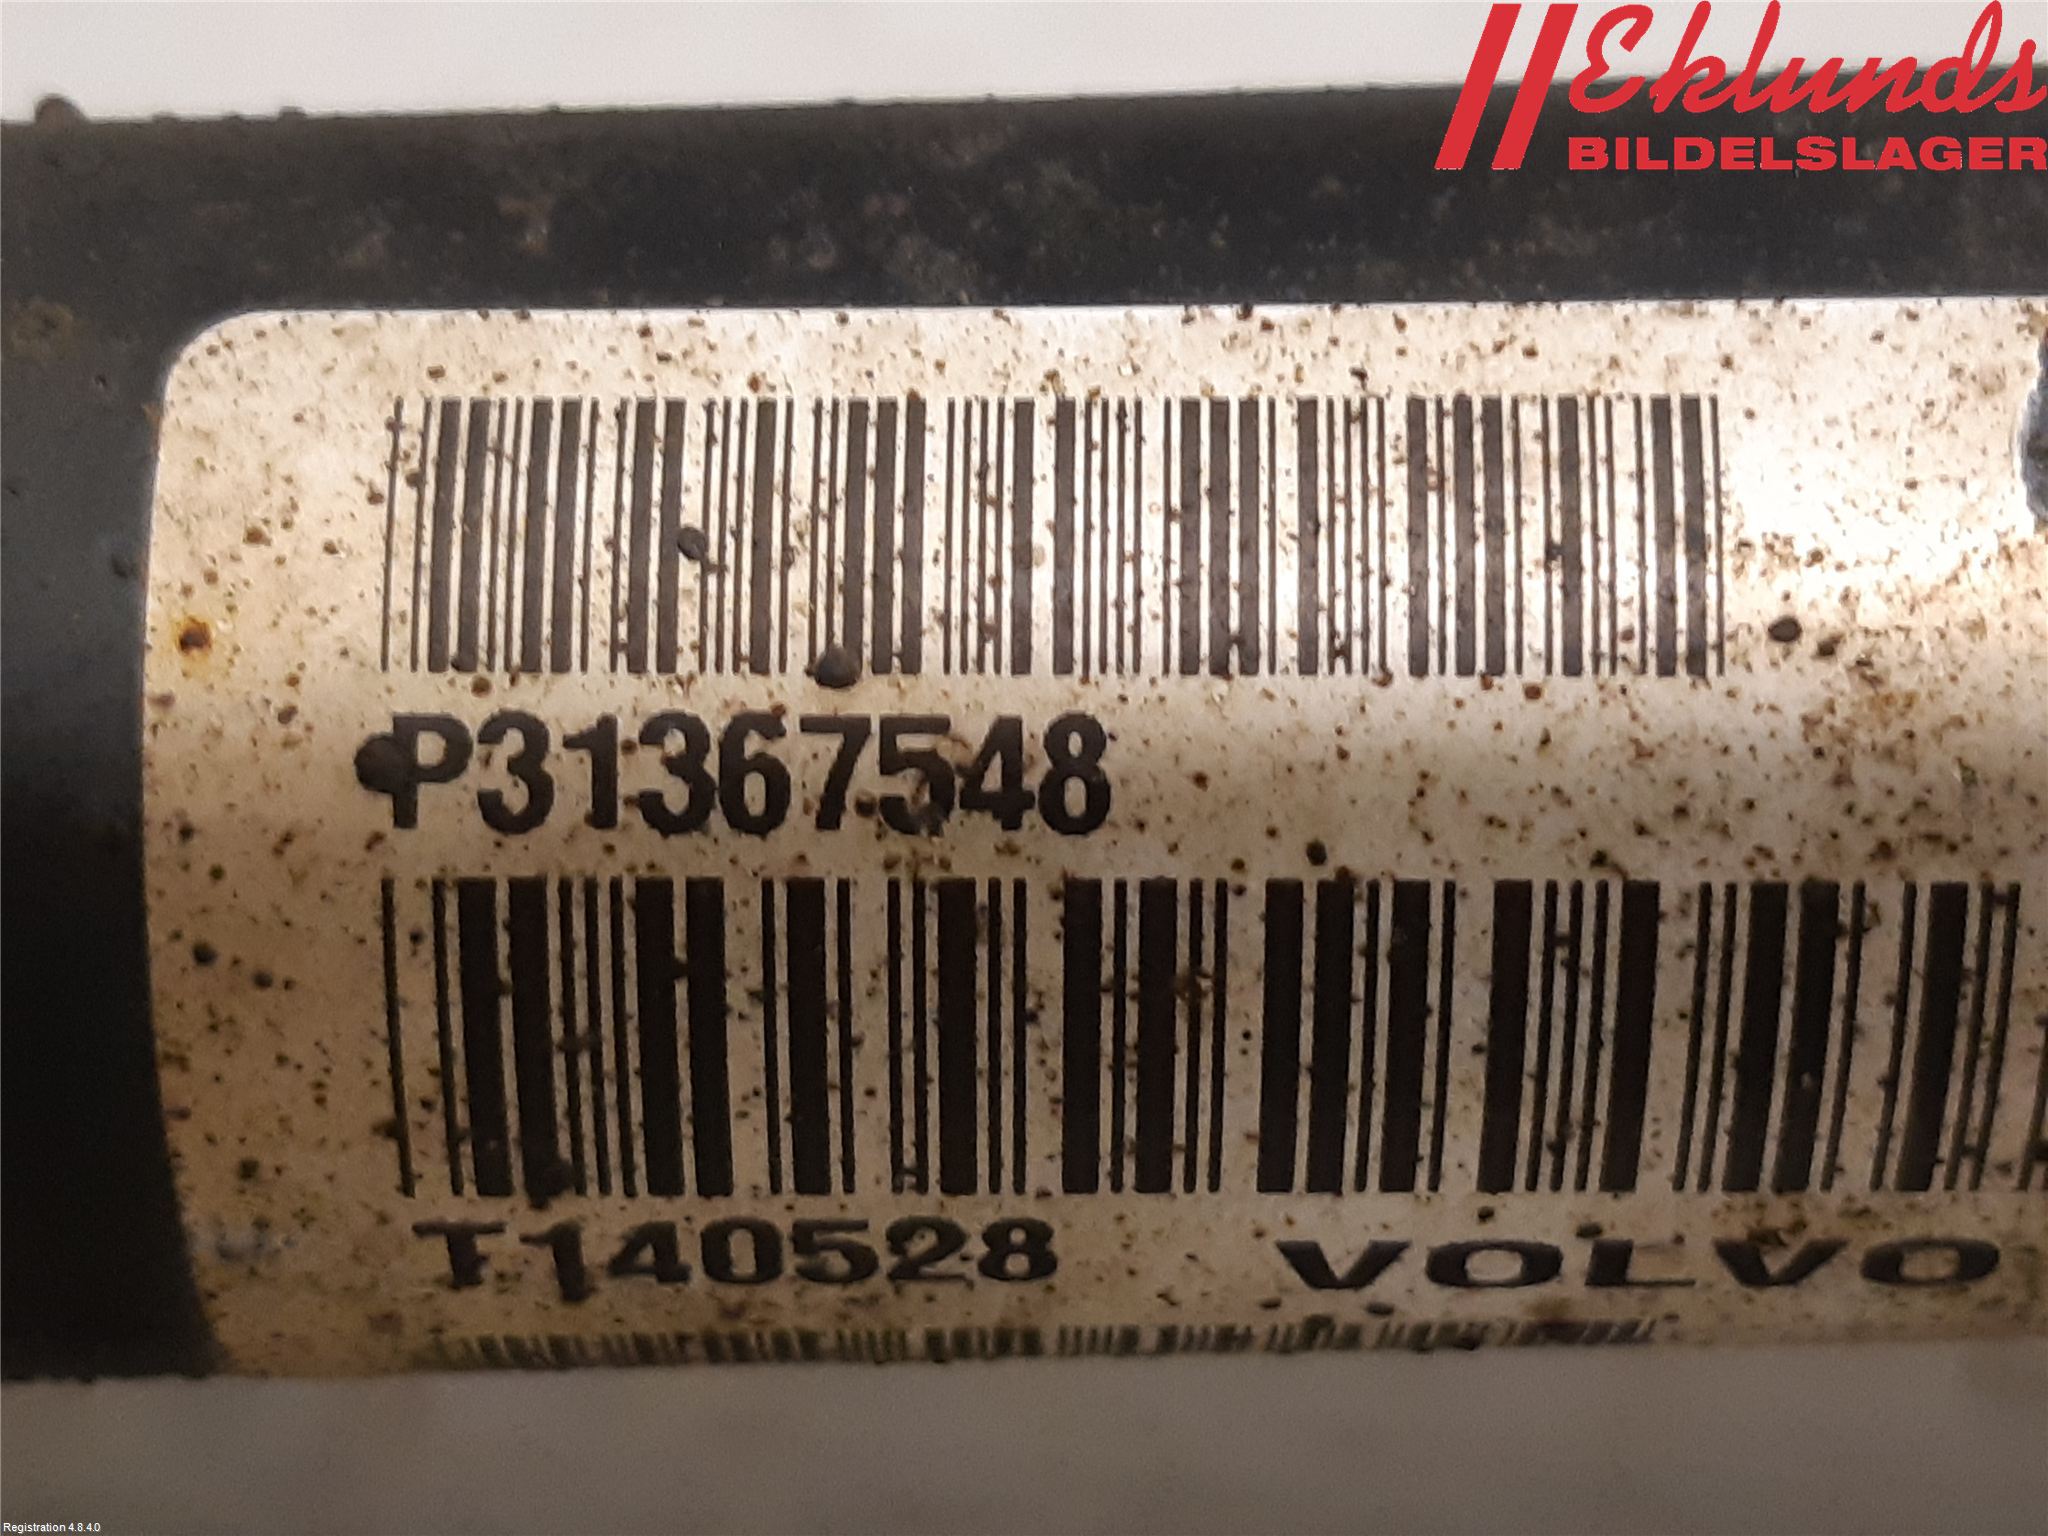 Eklunds
BILDELSLAGER
P31367548
T140528 VOLVO
Registration 4.8.4.0